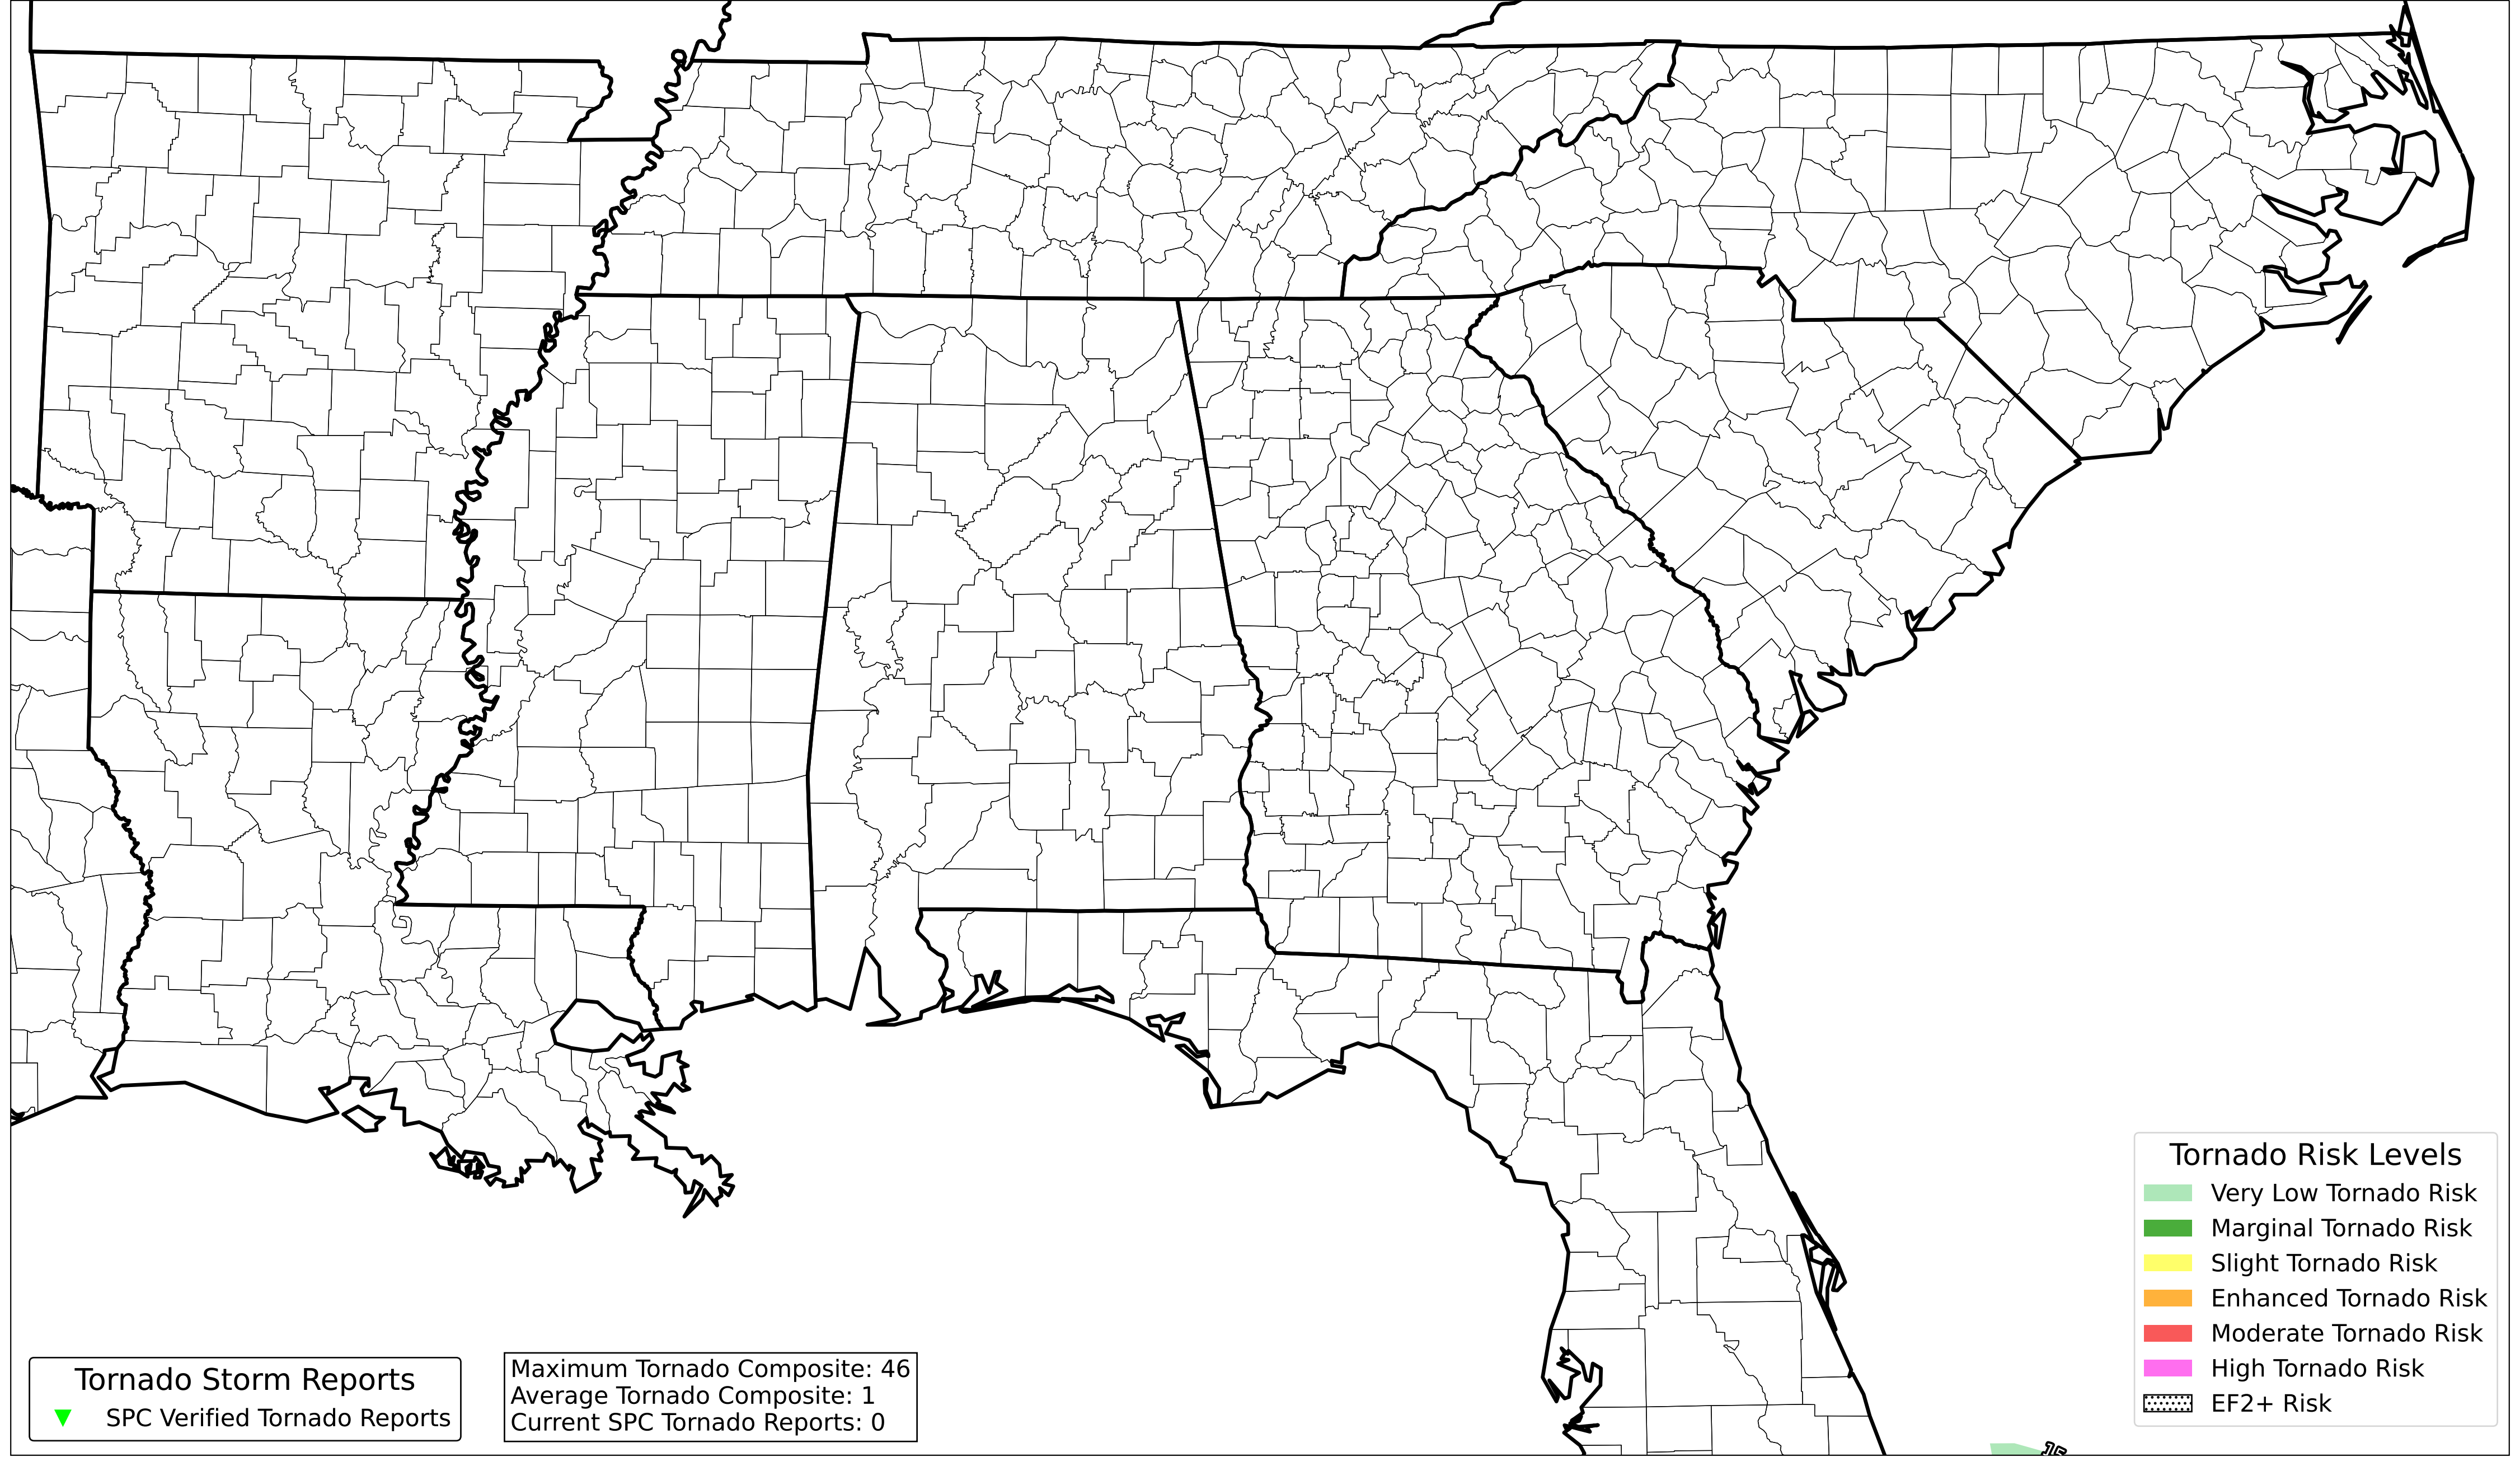 Tornado Risk Levels
Very Low Tornado Risk
Marginal Tornado Risk
Slight Tornado Risk
Enhanced Tornado Risk
Moderate Tornado Risk
High Tornado Risk
EF2+ Risk
Tornado Storm Reports
SPC Verified Tornado Reports
Maximum Tornado Composite: 46
Average Tornado Composite: 1
Current SPC Tornado Reports: 0